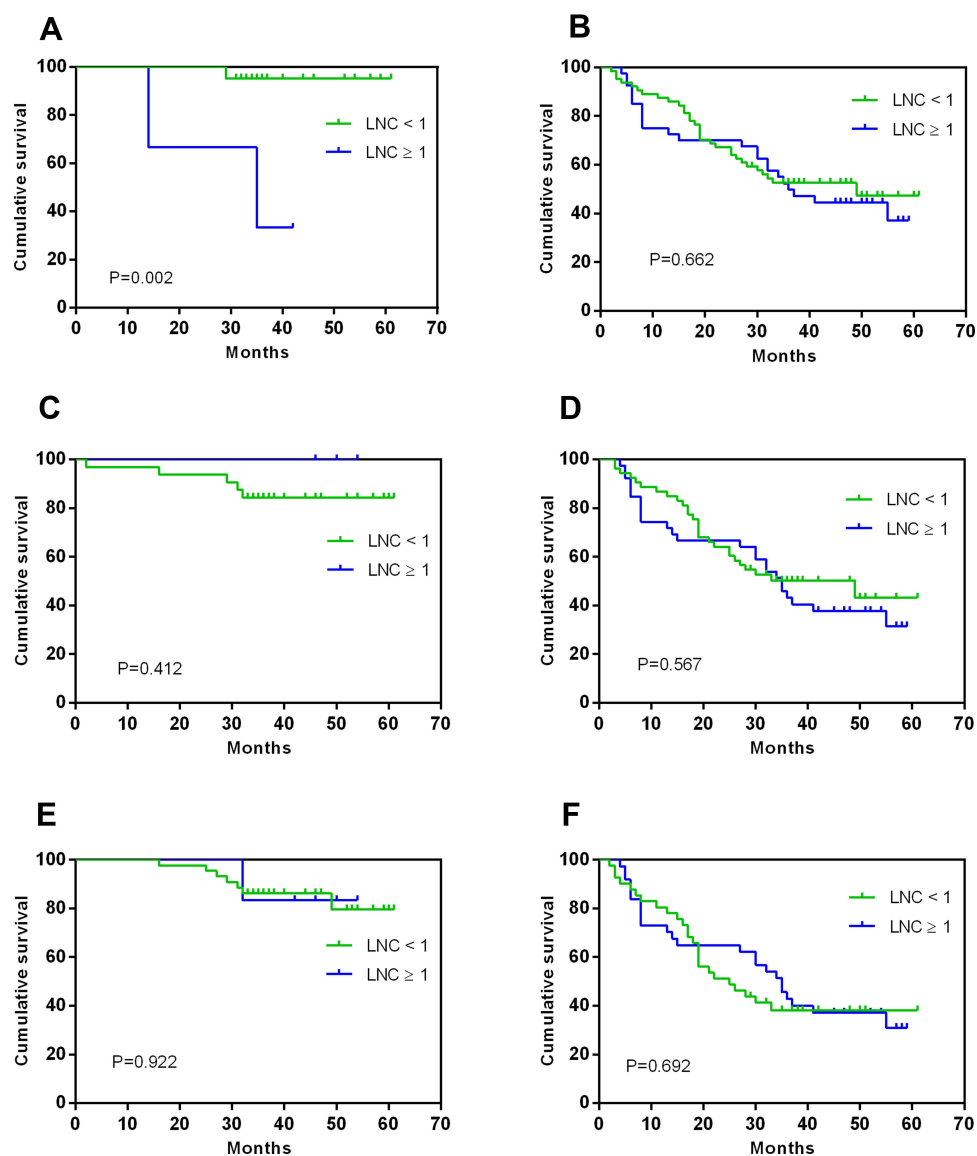 A
Cumulative survival
100
80
60
40
20
0
LNC < 1
LNC ≥ 1
P=0.002
0 10 20 30 40 50 60 70
Months
B
Cumulative survival
100
80
60
40
20
0
LNC < 1
LNC ≥ 1
P=0.662
0 10 20 30 40 50 60 70
Months
C
Cumulative survival
100
80
60
40
20
0
LNC < 1
LNC ≥ 1
P=0.412
0 10 20 30 40 50 60 70
Months
D
Cumulative survival
100
80
60
40
20
0
LNC < 1
LNC ≥ 1
P=0.567
0 10 20 30 40 50 60 70
Months
E
Cumulative survival
100
80
60
40
20
0
LNC < 1
LNC ≥ 1
P=0.922
0 10 20 30 40 50 60 70
Months
F
Cumulative survival
100
80
60
40
20
0
LNC < 1
LNC ≥ 1
P=0.692
0 10 20 30 40 50 60 70
Months